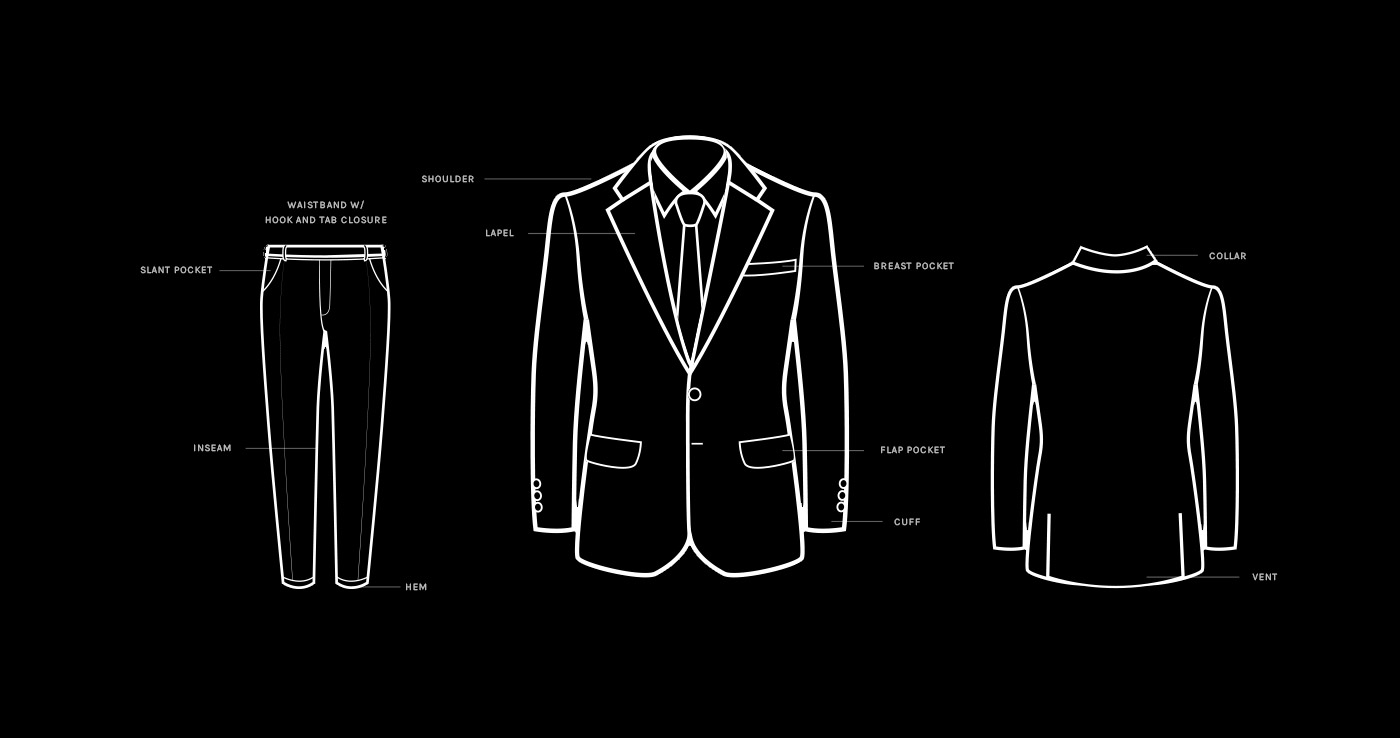 SHOULDER
WAISTBAND W/
HOOK AND TAB CLOSURE
LAPEL
SLANT POCKET
BREAST POCKET
COLLAR
INSEAM
FLAP POCKET
CUFF
HEM
VENT